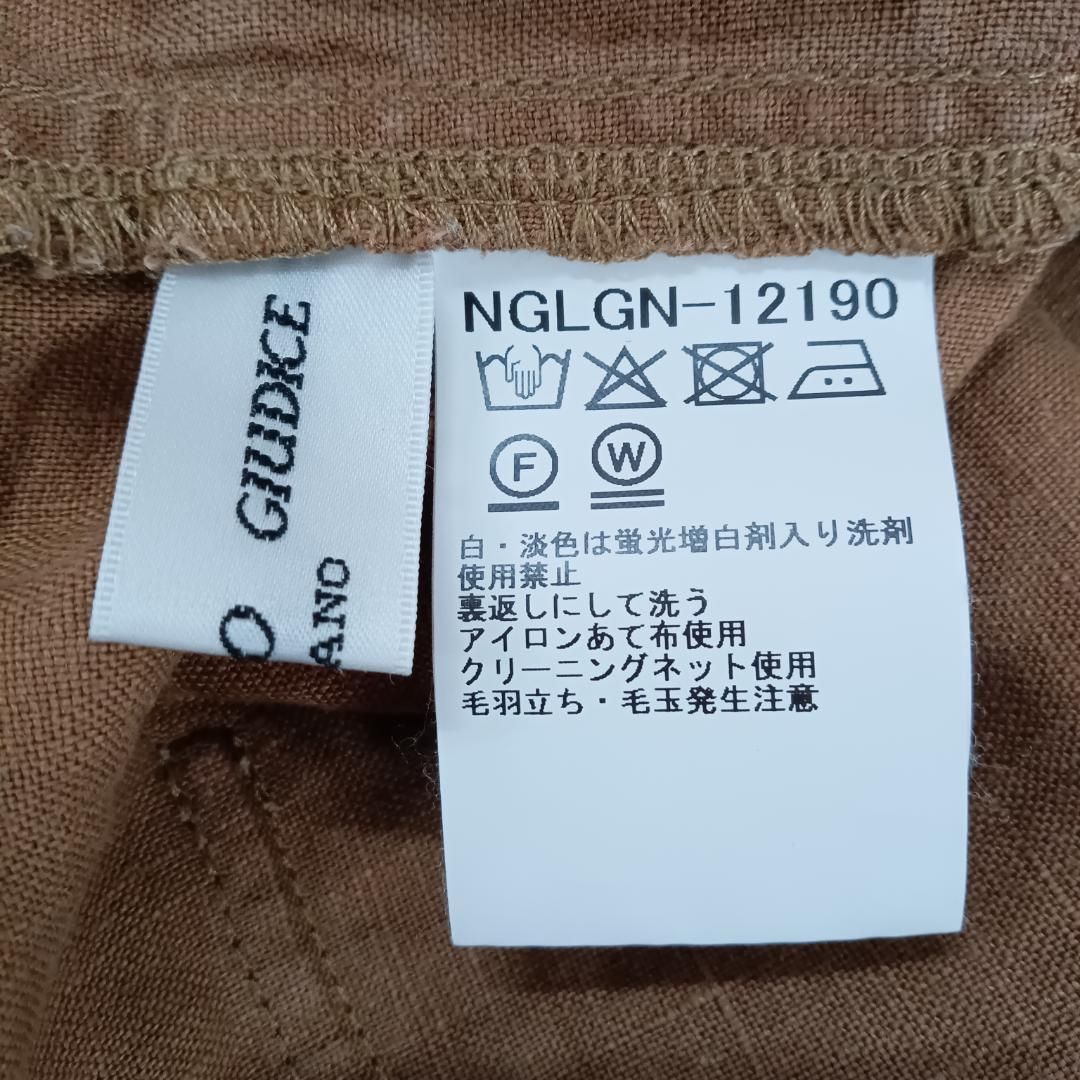 GIUDICE
ANO
NGLGN-12190
F
W
白・淡色は蛍光増白剤入り洗剤
使用禁止
裏返しにして洗う
アイロンあて布使用
クリーニングネット使用
毛羽立ち・毛玉発生注意